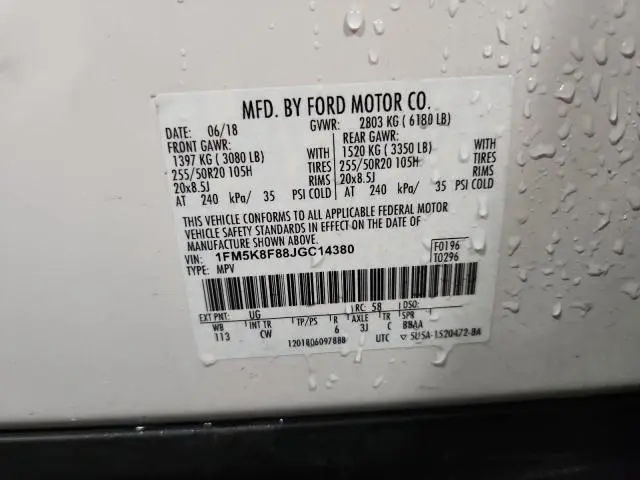 MFD. BY FORD MOTOR CO.
DATE: 06/18 GVWR: 2803 KG ( 6180 LB)
FRONT GAWR: REAR GAWR:
1397 KG ( 3080 LB) WITH 1520 KG ( 3350 LB) WITH
255/50R20 105H TIRES 255/50R20 105H TIRES
20x8.5J RIMS 20x8.5J RIMS
AT 240 kPa/ 35 PSI COLD AT 240 kPa/ 35 PSI COLD
THIS VEHICLE CONFORMS TO ALL APPLICABLE FEDERAL MOTOR
VEHICLE SAFETY STANDARDS IN EFFECT ON THE DATE OF
MANUFACTURE SHOWN ABOVE.
VIN: 1FM5K8F88JGC14380 F0196
TYPE: MPV T0296
EXT PNT: UG RC: 58 DSO:
WB INT TR TP/PS R AXLE TR SPR
113 CW 6 3J C BBAA
1201806097888 UTC 5U5A-1520472-BA